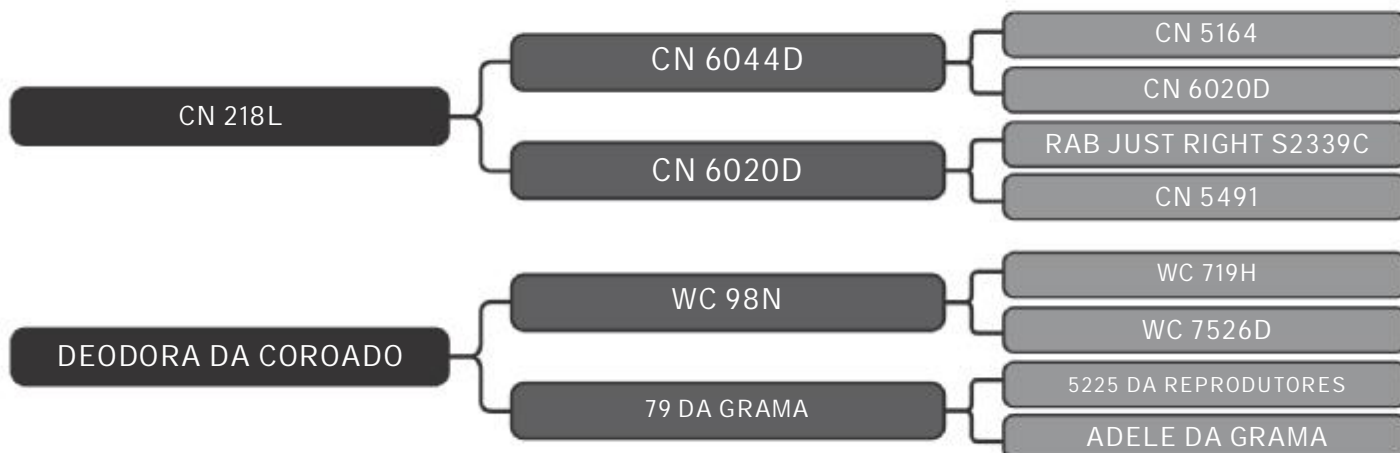 CN 218L
CN 6044D
CN 5164
CN 6020D
CN 6020D
RAB JUST RIGHT S2339C
CN 5491
DEODORA DA COROADO
WC 98N
WC 719H
WC 7526D
79 DA GRAMA
5225 DA REPRODUTORES
ADELE DA GRAMA